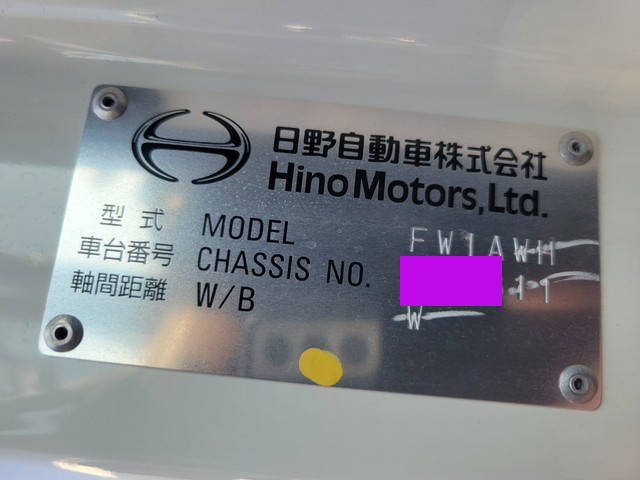 日野自動車株式会社
Hino Motors, Ltd.
型式 MODEL FW1AWH
車台番号 CHASSIS NO. 11
軸間距離 W/B W